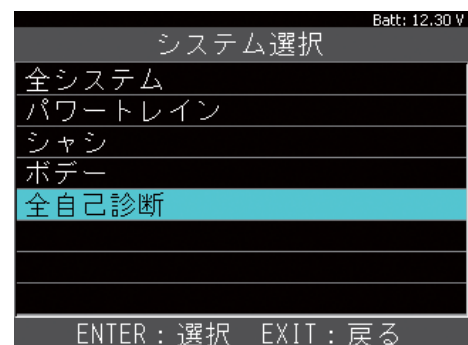 Batt: 12.30 V
システム選択
全システム
パワートレイン
シャシ
ボデー
全自己診断
ENTER：選択　EXIT：戻る